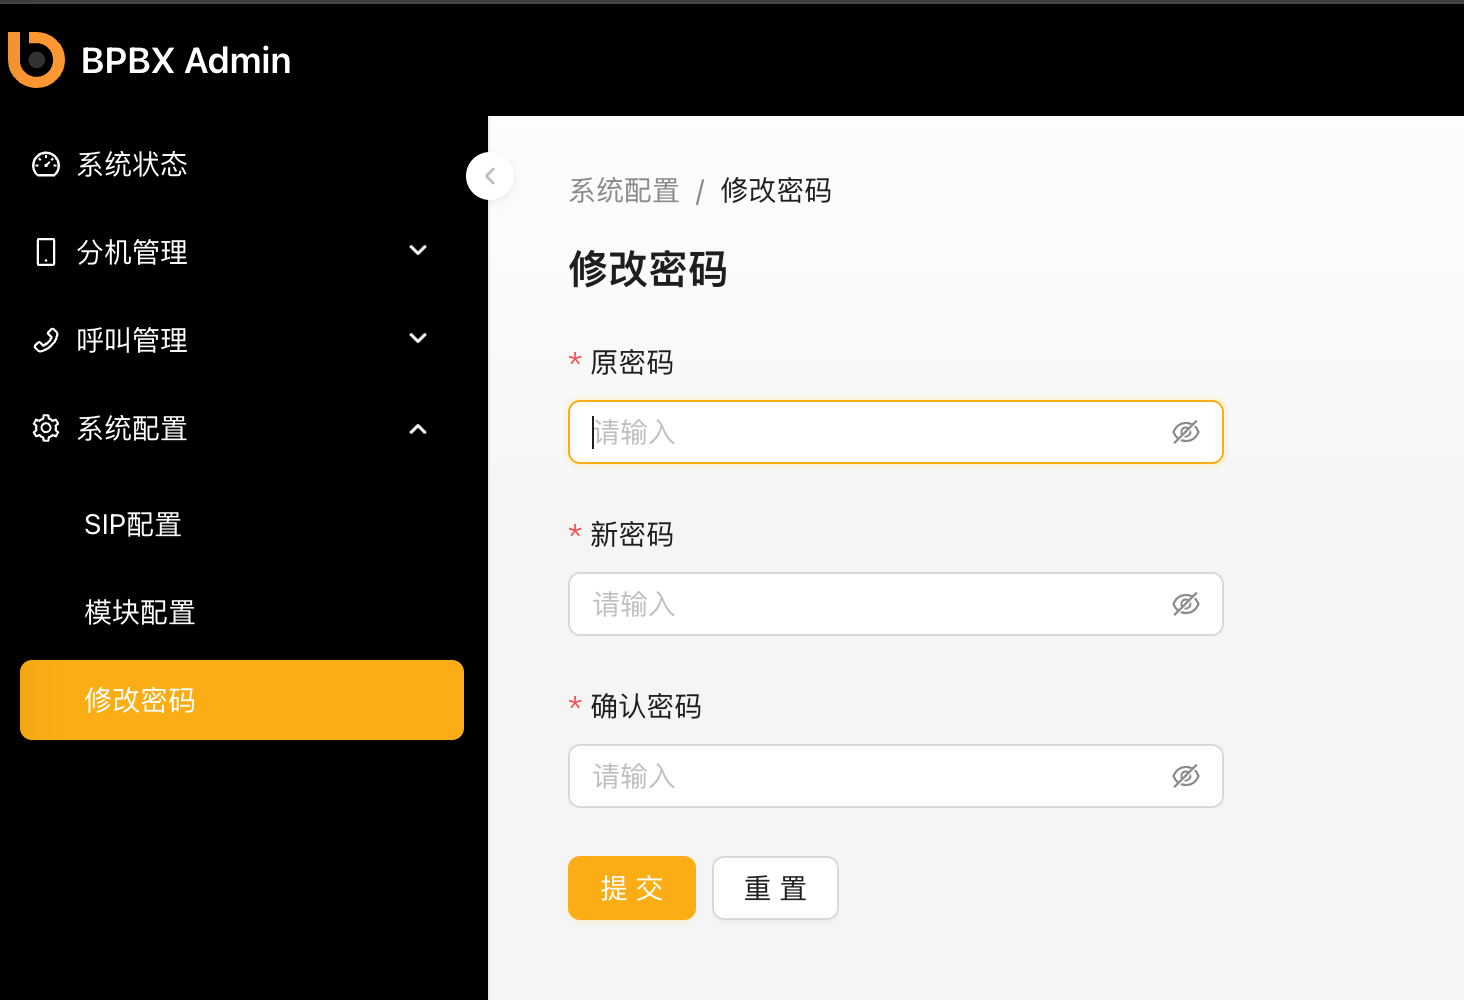 BPBX Admin
系统状态
分机管理
呼叫管理
系统配置
SIP配置
模块配置
修改密码
系统配置 / 修改密码
修改密码
* 原密码
请输入
* 新密码
请输入
* 确认密码
请输入
提 交
重 置